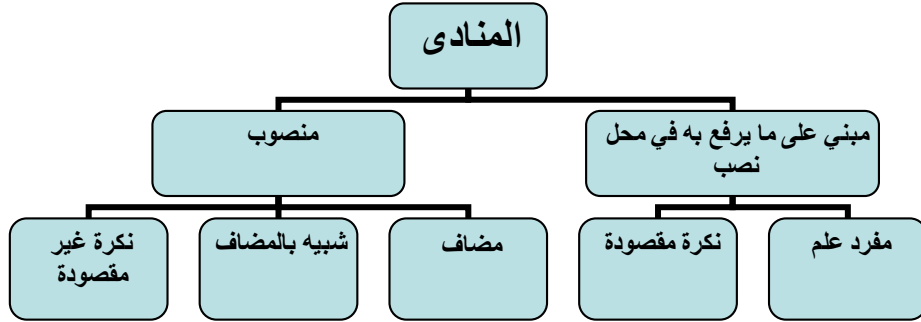 المنادى
مبني على ما يرفع به في محل
نصب
منصوب
مفرد علم
نكرة مقصودة
مضاف
شبيه بالمضاف
نكرة غير
مقصودة